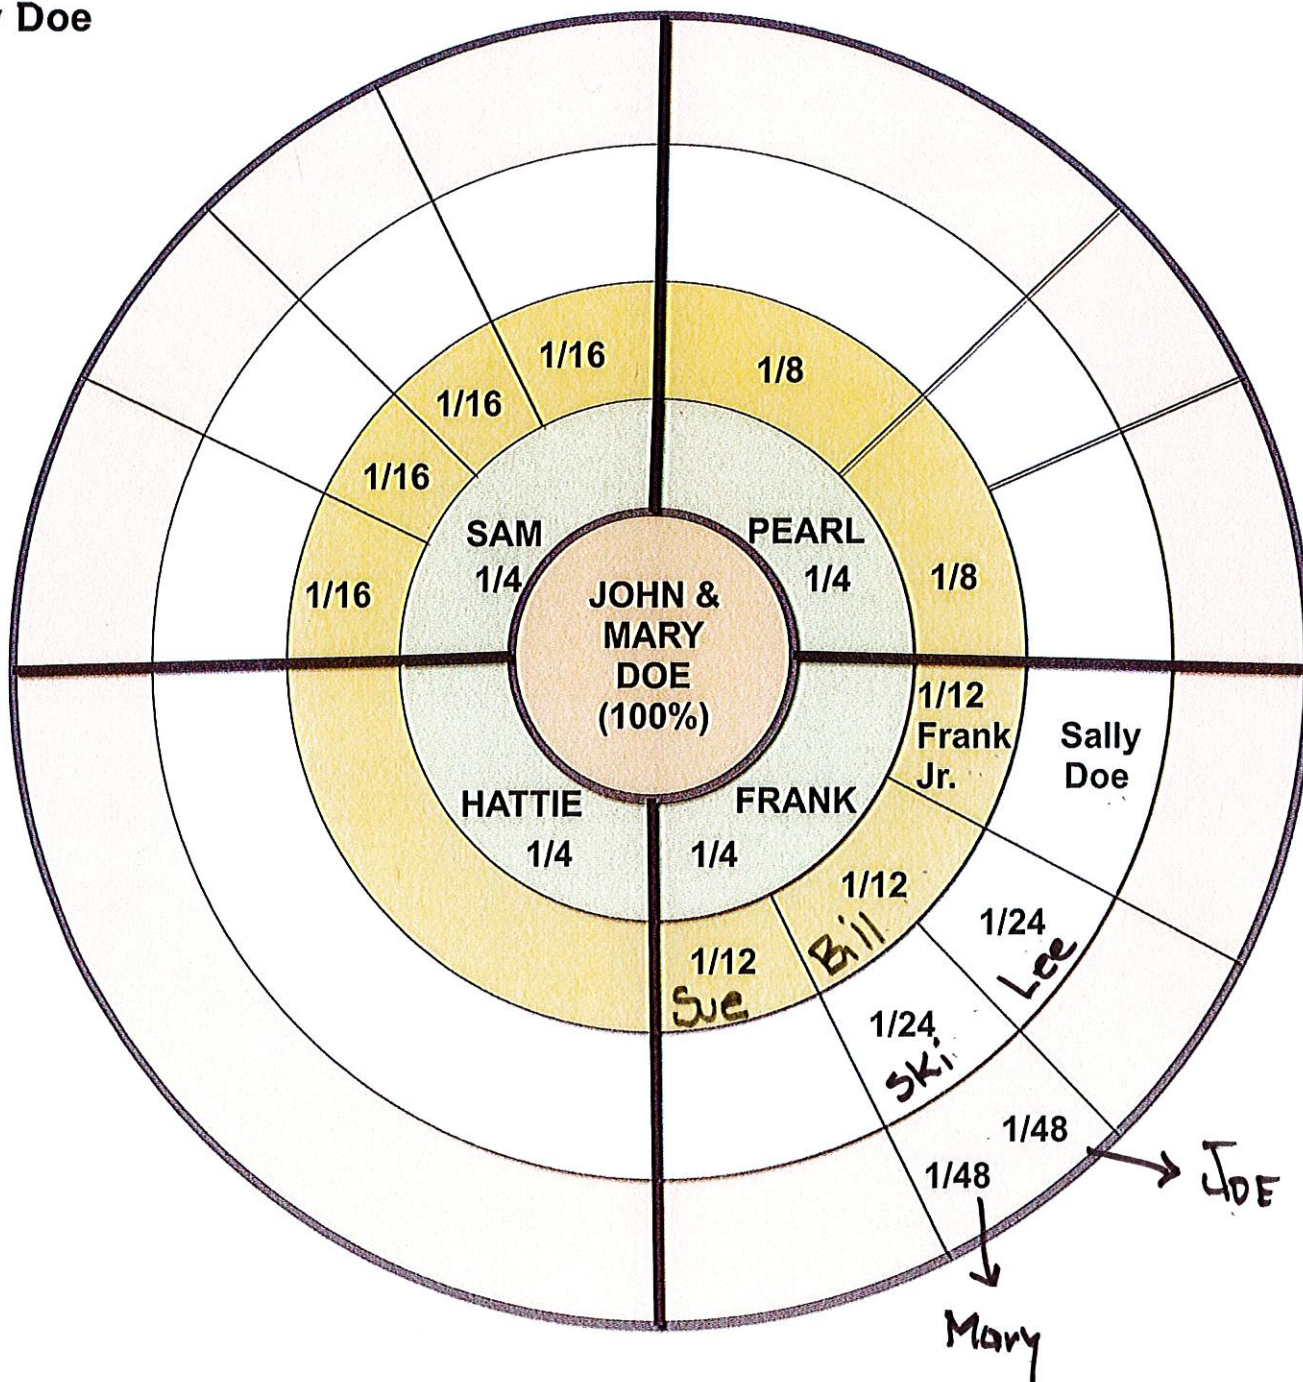 Doe
1/16
1/8
1/16
1/16
1/16
SAM
1/4
PEARL
1/4
1/8
JOHN &
MARY
DOE
(100%)
HATTIE
1/4
FRANK
1/4
1/12
Frank
Jr.
Sally
Doe
1/12
Bill
1/24
Lee
1/12
Sue
1/24
Ski
1/48
JOE
1/48
Mary